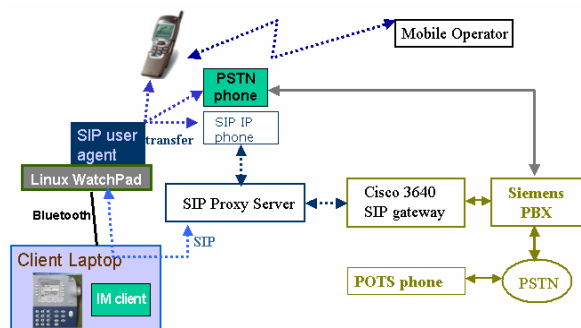 Mobile Operator
PSTN
phone
SIP IP
phone
transfer
SIP user
agent
Linux WatchPad
Bluetooth
SIP Proxy Server
Cisco 3640
SIP gateway
Siemens
PBX
SIP
Client Laptop
IM client
POTS phone
PSTN